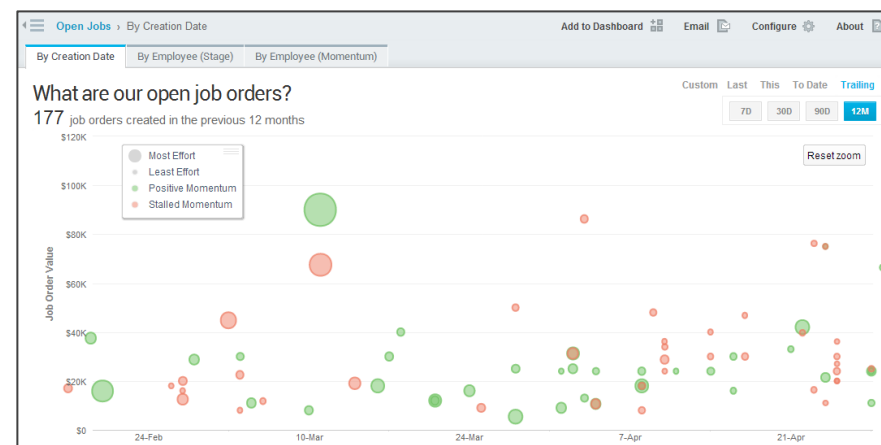 Open Jobs › By Creation Date
Add to Dashboard Email Configure About
By Creation Date By Employee (Stage) By Employee (Momentum)
What are our open job orders?
177 job orders created in the previous 12 months
Custom Last This To Date Trailing
7D 30D 90D 12M
Reset zoom
Most Effort
Least Effort
Positive Momentum
Stalled Momentum
Job Order Value
$120K
$100K
$80K
$60K
$40K
$20K
$0
24-Feb 10-Mar 24-Mar 7-Apr 21-Apr